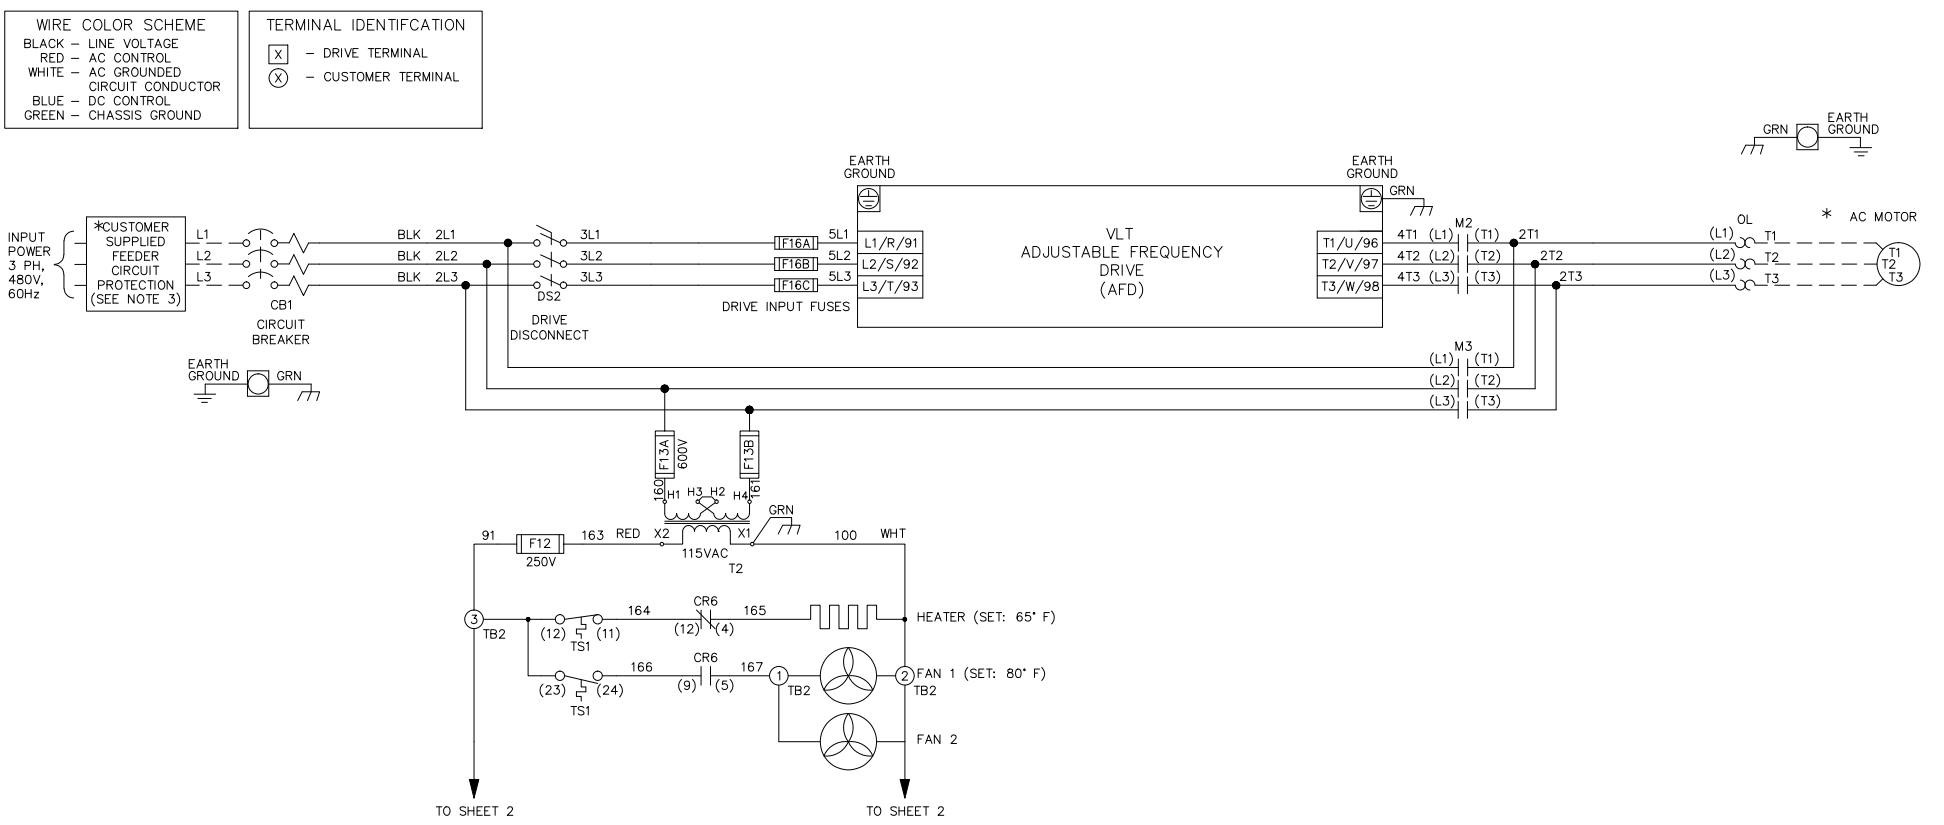 WIRE COLOR SCHEME
BLACK – LINE VOLTAGE
RED – AC CONTROL
WHITE – AC GROUNDED
CIRCUIT CONDUCTOR
BLUE – DC CONTROL
GREEN – CHASSIS GROUND
TERMINAL IDENTIFCATION
X – DRIVE TERMINAL
X – CUSTOMER TERMINAL
GRN
EARTH
GROUND
INPUT
POWER
3 PH,
480V,
60Hz
*CUSTOMER
SUPPLIED
FEEDER
CIRCUIT
PROTECTION
(SEE NOTE 3)
L1
L2
L3
CB1
CIRCUIT
BREAKER
BLK 2L1
BLK 2L2
BLK 2L3
DS2
DRIVE
DISCONNECT
3L1
3L2
3L3
F16A
F16B
F16C
DRIVE INPUT FUSES
5L1
5L2
5L3
EARTH
GROUND
L1/R/91
L2/S/92
L3/T/93
VLT
ADJUSTABLE FREQUENCY
DRIVE
(AFD)
EARTH
GROUND
GRN
T1/U/96
T2/V/97
T3/W/98
M2
4T1 (L1) (T1) 2T1
4T2 (L2) (T2) 2T2
4T3 (L3) (T3) 2T3
OL
(L1) T1
(L2) T2
(L3) T3
* AC MOTOR
T1
T2
T3
M3
(L1) (T1)
(L2) (T2)
(L3) (T3)
EARTH
GROUND
GRN
F13A
600V
F13B
160
161
H1 H3 H2 H4
GRN
91
F12
250V
163 RED X2
X1
115VAC
T2
100 WHT
3
TB2
(12) (11)
TS1
164
CR6
(12) (4)
165
HEATER (SET: 65° F)
(23) (24)
TS1
166
CR6
(9) (5)
167
1
TB2
2
TB2
FAN 1 (SET: 80° F)
FAN 2
TO SHEET 2
TO SHEET 2